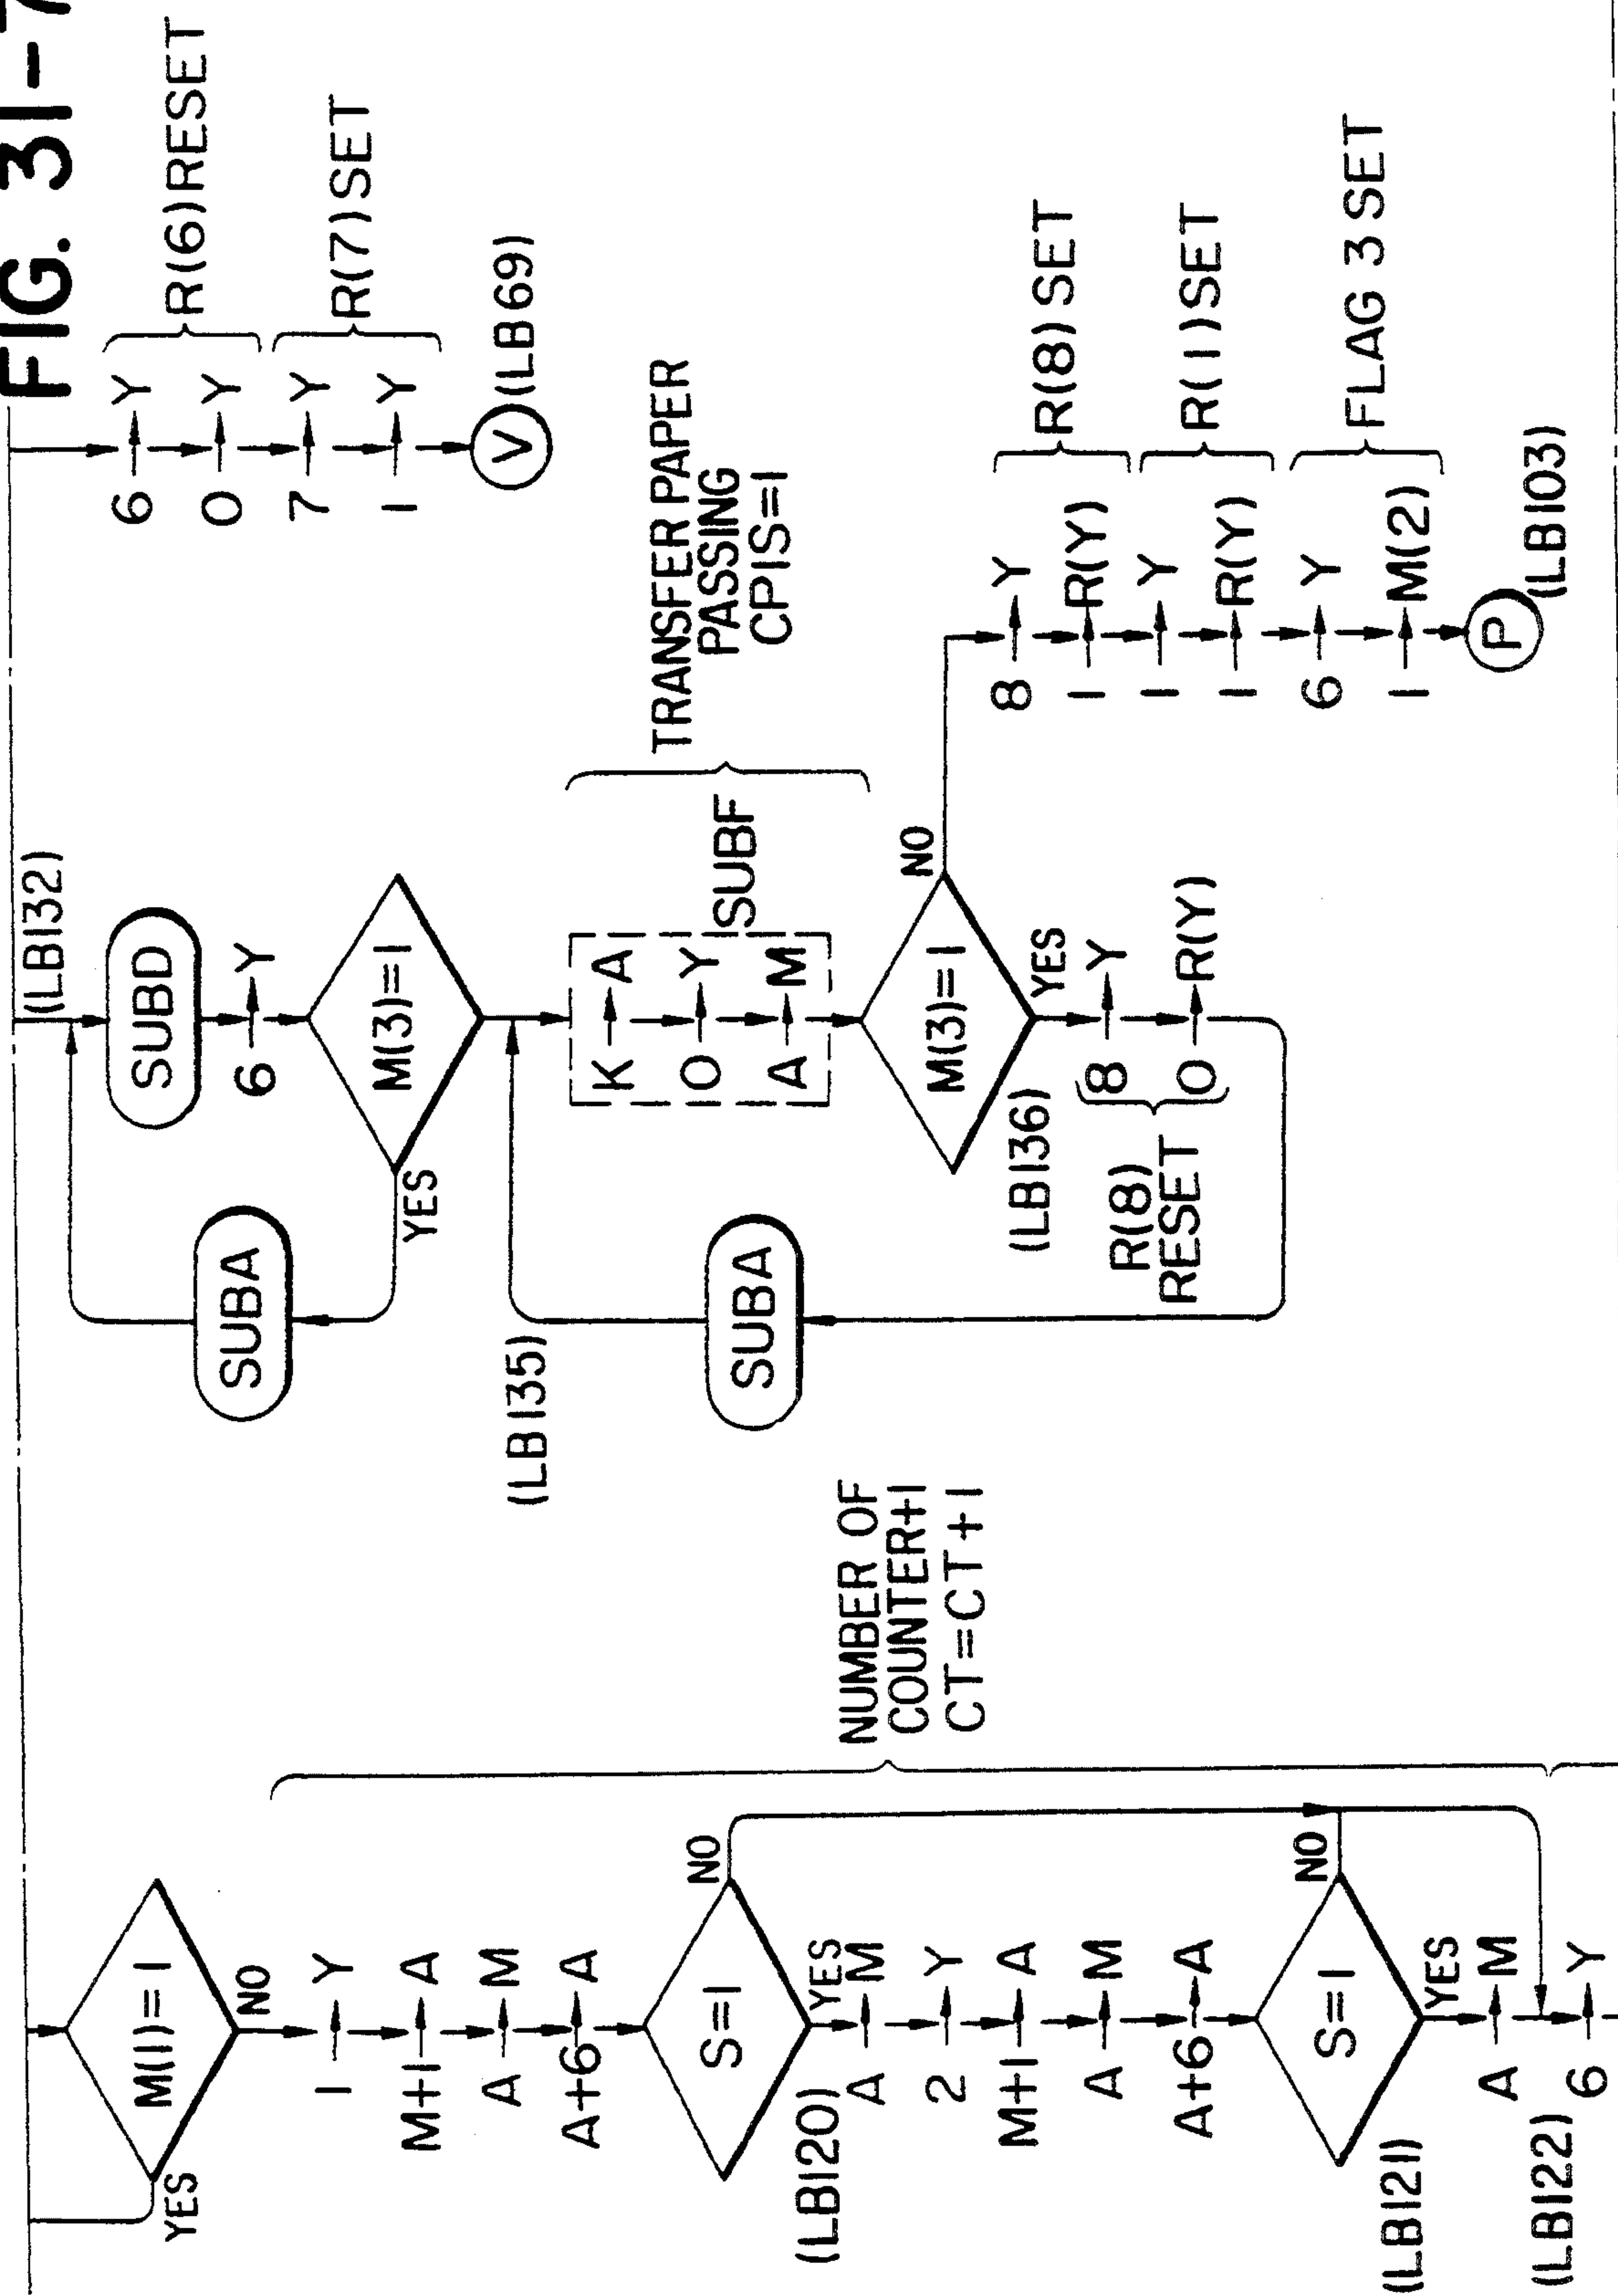 FIG. 31-7
M(1)=1
YES
NO
1 → Y
M+1 → A
A → M
A+6 → A
S=1
NO
YES
(LB120)
A → M
2 → Y
M+1 → A
A → M
A+6 → A
S=1
NO
YES
(LB121)
A → M
(LB122)
6 → Y
NUMBER OF
COUNTER+1
CT=CT+1
(LB132)
SUBD
6 → Y
M(3)=1
YES
SUBA
(LB135)
K → A
O → Y
A → M
SUBF
TRANSFER PAPER
PASSING
CPIS=1
M(3)=1
NO
YES
(LB136)
8 → Y
0 → R(Y)
R(8)
RESET
SUBA
6 → Y
0 → Y
7 → Y
1 → Y
R(6)RESET
R(7)SET
V (LB69)
8 → Y
1 → R(Y)
1 → Y
1 → R(Y)
6 → Y
1 → M(2)
R(8)SET
R(1)SET
FLAG 3 SET
P (LB103)